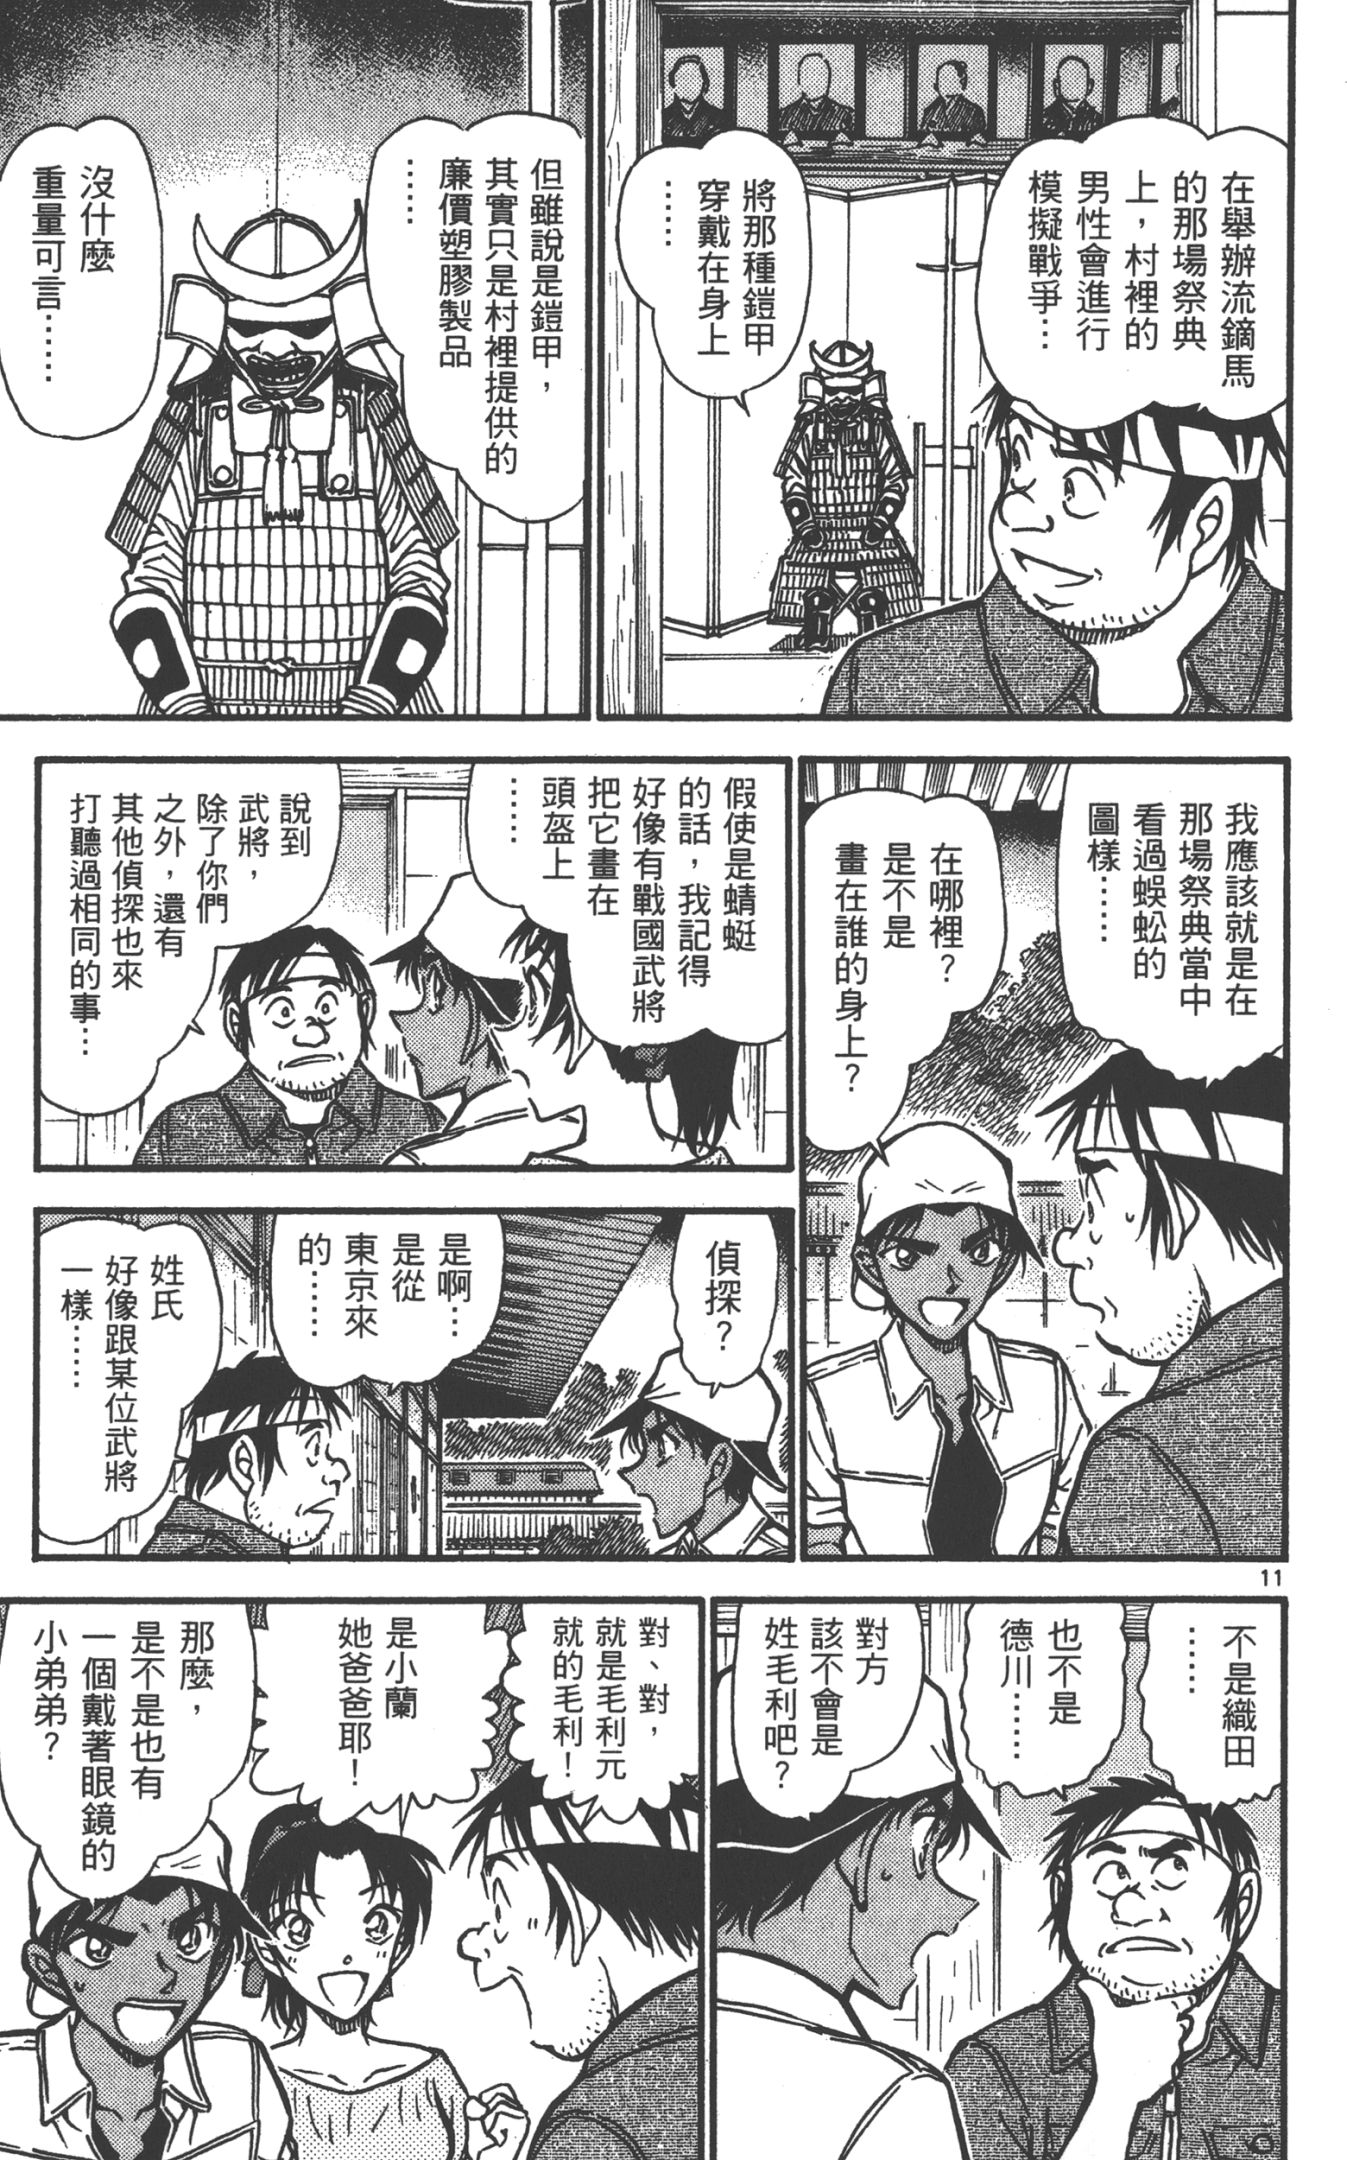 在舉辦流鏑馬
的那場祭典
上，村裡的
男性會進行
模擬戰爭…
將那種鎧甲
穿戴在身上
……
但雖說是鎧甲，
其實只是村裡提供的
廉價塑膠製品
……
沒什麼
重量可言……
我應該就是在
那場祭典當中
看過蜈蚣的
圖樣……
在哪裡？
是不是
畫在誰的身上？
假使是蜻蜓
的話，我記得
好像有戰國武將
把它畫在
頭盔上
……
說到
武將，
除了你們
之外，還有
其他偵探也來
打聽過相同的事…
偵探？
是啊…
是從
東京來
的……
姓氏
好像跟某位武將
一樣……
11
不是織田
……
也不是
德川……
對方
該不會是
姓毛利吧？
對、對，
就是毛利元
就的毛利！
是小蘭
她爸爸耶！
那麼，
是不是也有
一個戴著眼鏡的
小弟弟？